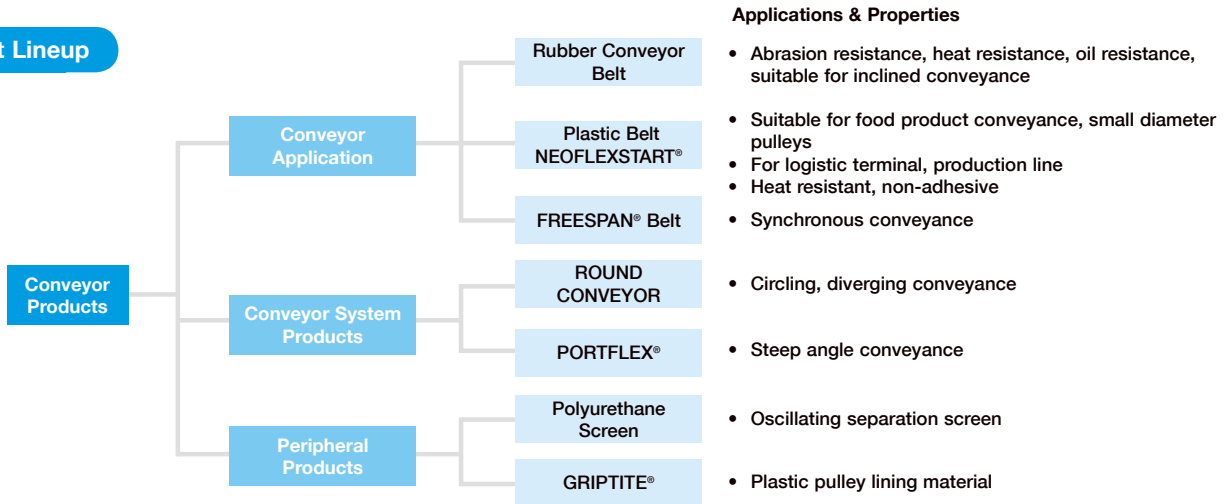 Applications & Properties
t Lineup
Rubber Conveyor
Belt
• Abrasion resistance, heat resistance, oil resistance,
suitable for inclined conveyance
Conveyor
Application
Plastic Belt
NEOFLEXSTART®
• Suitable for food product conveyance, small diameter
pulleys
• For logistic terminal, production line
• Heat resistant, non-adhesive
FREESPAN® Belt
• Synchronous conveyance
Conveyor
Products
Conveyor System
Products
ROUND
CONVEYOR
• Circling, diverging conveyance
PORTFLEX®
• Steep angle conveyance
Peripheral
Products
Polyurethane
Screen
• Oscillating separation screen
GRIPTITE®
• Plastic pulley lining material